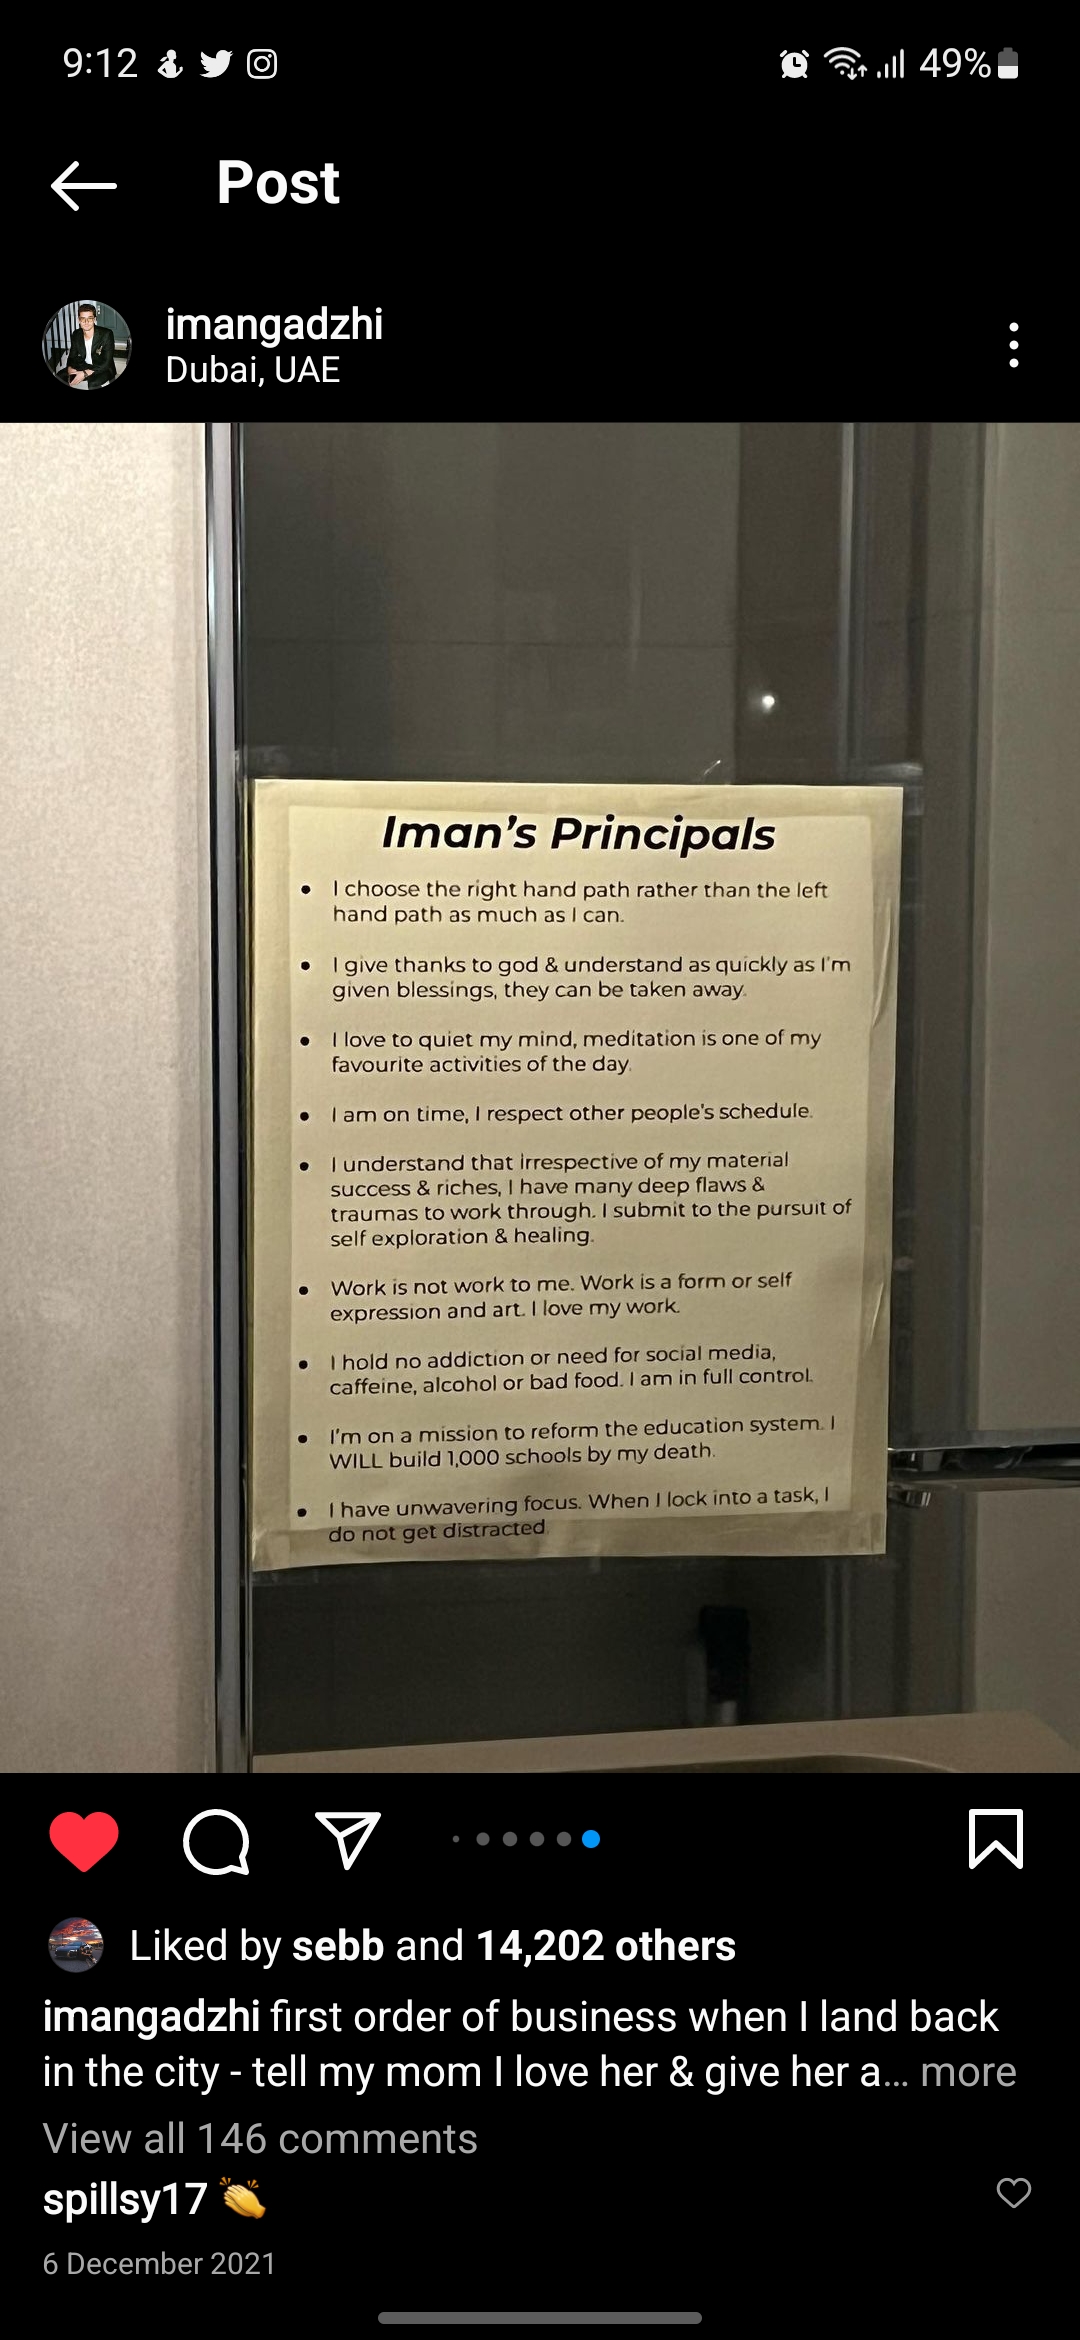 9:12
49%
Post
imangadzhi
Dubai, UAE
Iman's Principals
• I choose the right hand path rather than the left
hand path as much as I can.
• I give thanks to god & understand as quickly as I'm
given blessings, they can be taken away.
• I love to quiet my mind, meditation is one of my
favourite activities of the day.
• I am on time, I respect other people's schedule.
• I understand that irrespective of my material
success & riches, I have many deep flaws &
traumas to work through. I submit to the pursuit of
self exploration & healing.
• Work is not work to me. Work is a form or self
expression and art. I love my work.
• I hold no addiction or need for social media,
caffeine, alcohol or bad food. I am in full control.
• I'm on a mission to reform the education system. I
WILL build 1,000 schools by my death.
• I have unwavering focus. When I lock into a task, I
do not get distracted.
Liked by sebb and 14,202 others
imangadzhi first order of business when I land back
in the city - tell my mom I love her & give her a... more
View all 146 comments
spillsy17 👏
6 December 2021